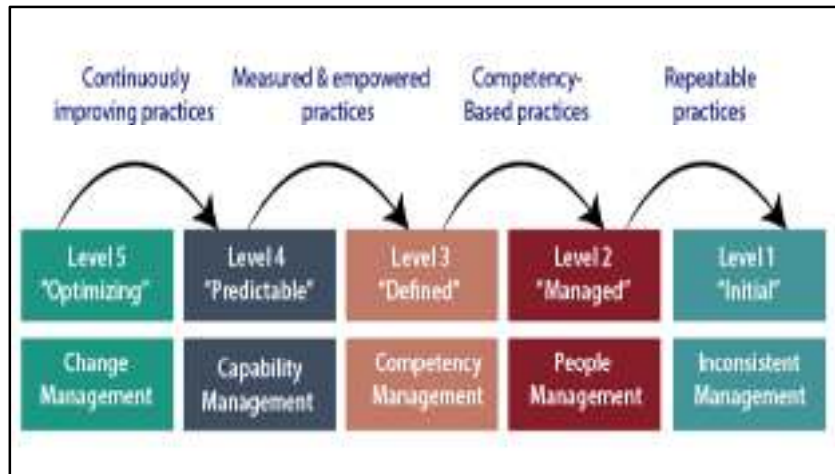 Continuously
improving practices
Measured & empowered
practices
Competency-
Based practices
Repeatable
practices
Level 5
"Optimizing"
Level 4
"Predictable"
Level 3
"Defined"
Level 2
"Managed"
Level 1
"Initial"
Change
Management
Capability
Management
Competency
Management
People
Management
Inconsistent
Management